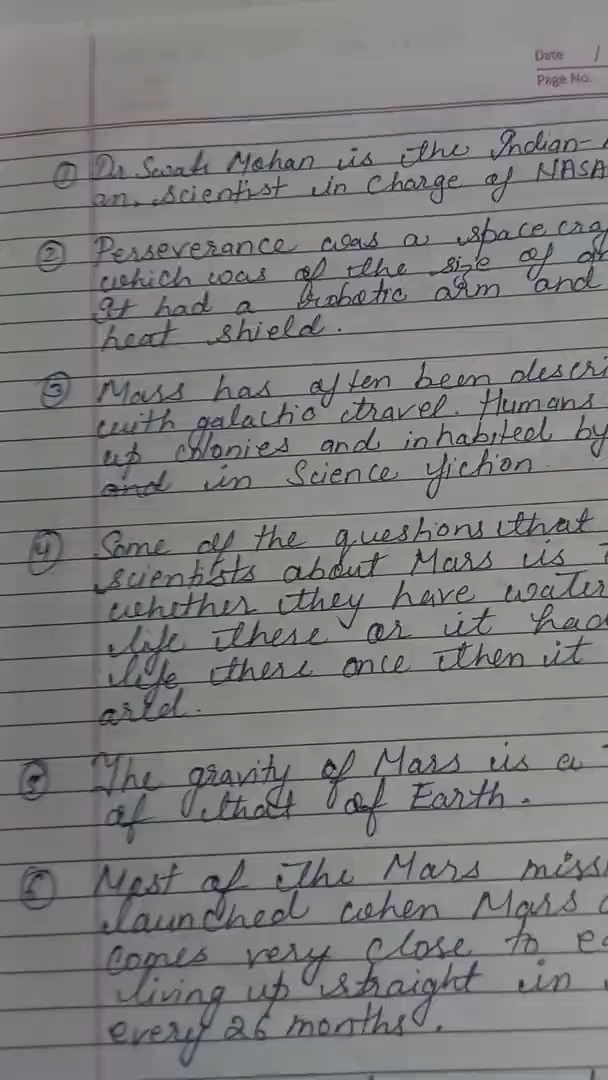 Date /
Page No.
① Dr Swati Mohan is the Indian-
an, scientist in charge of NASA
② Perseverance was a space cra
which was of the size of
It had a robotic arm and
heat shield.
③ Mars has often been descri
with galactic travel. Humans
up colonies and inhabited by
and in Science fiction.
④ Some of the questions that
scientists about Mars is
whether they have water
life there or it had
life there once then it
arid.
⑤ The gravity of Mars is a
of that of Earth.
⑥ Most of the Mars missi
launched when Mars
comes very close to e
living up straight in
every 26 months.